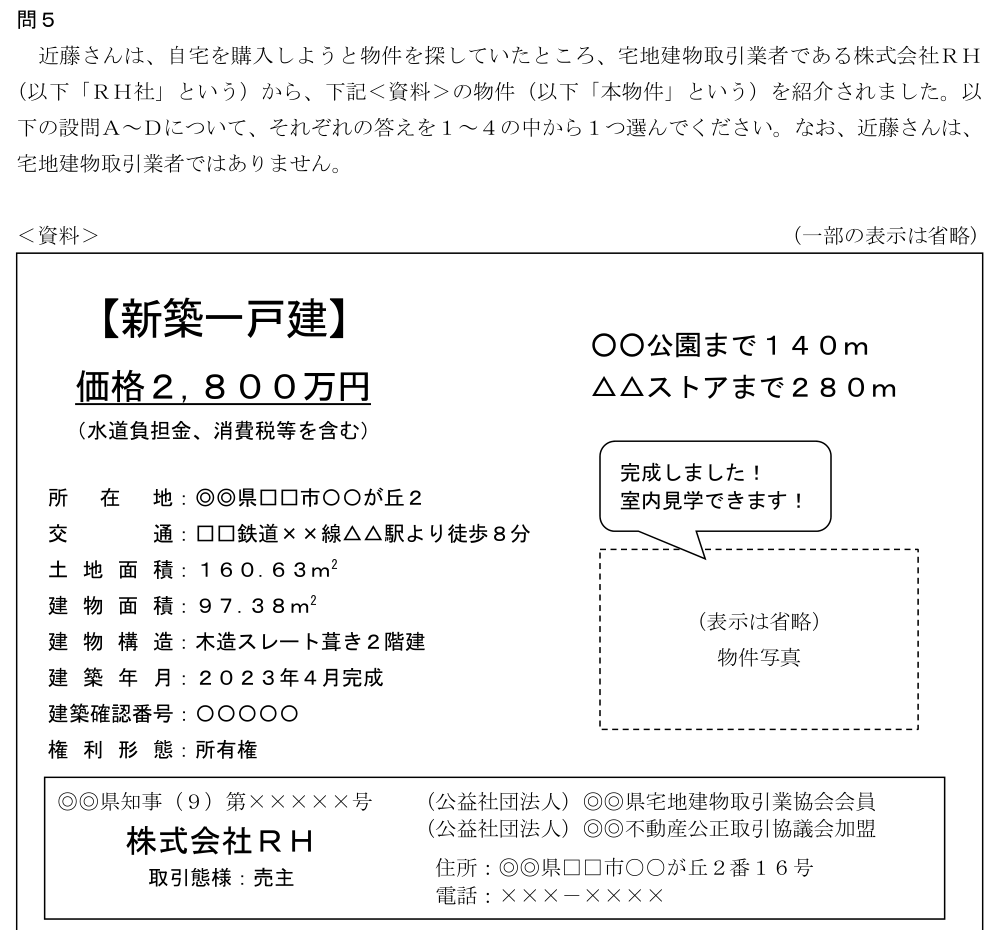 問５
近藤さんは、自宅を購入しようと物件を探していたところ、宅地建物取引業者である株式会社ＲＨ
（以下「ＲＨ社」という）から、下記＜資料＞の物件（以下「本物件」という）を紹介されました。以
下の設問Ａ～Ｄについて、それぞれの答えを１～４の中から１つ選んでください。なお、近藤さんは、
宅地建物取引業者ではありません。
＜資料＞
（一部の表示は省略）
【新築一戸建】
価格２,８００万円
（水道負担金、消費税等を含む）
〇〇公園まで１４０ｍ
△△ストアまで２８０ｍ
完成しました！
室内見学できます！
所在地：◎◎県□□市〇〇が丘２
交通：□□鉄道××線△△駅より徒歩８分
土地面積：１６０.６３ｍ²
建物面積：９７.３８ｍ²
建物構造：木造スレート葺き２階建
建築年月：２０２３年４月完成
建築確認番号：〇〇〇〇〇
権利形態：所有権
（表示は省略）
物件写真
◎◎県知事（９）第×××××号
株式会社ＲＨ
取引態様：売主
（公益社団法人）◎◎県宅地建物取引業協会会員
（公益社団法人）◎◎不動産公正取引協議会加盟
住所：◎◎県□□市〇〇が丘２番１６号
電話：×××－××××